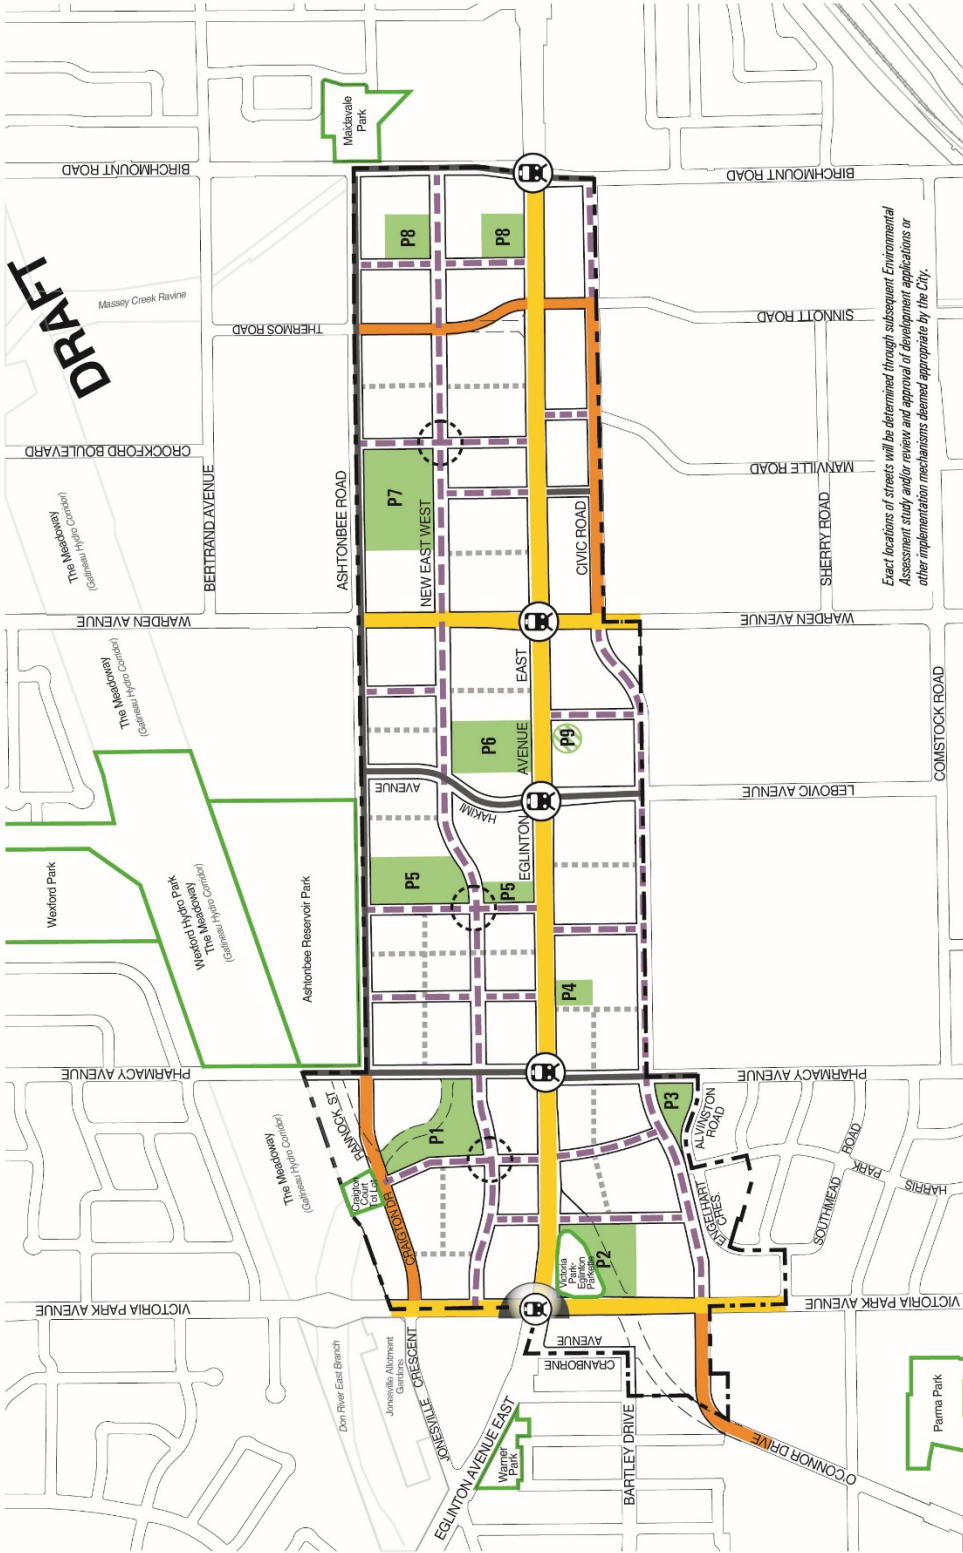 DRAFT
Maidavale
Park
BIRCHMOUNT ROAD
BIRCHMOUNT ROAD
Massey Creek Ravine
THERMOS ROAD
SINNOTT ROAD
P8
P8
Exact locations of streets will be determined through subsequent Environmental
Assessment study and/or review and approval of development applications or
other implementation mechanisms deemed appropriate by the City.
CROCKFORD BOULEVARD
MANVILLE ROAD
The Meadoway
(Gatineau Hydro Corridor)
BERTRAND AVENUE
ASHTONBEE ROAD
P7
NEW EAST WEST
CIVIC ROAD
SHERRY ROAD
WARDEN AVENUE
WARDEN AVENUE
The Meadoway
(Gatineau Hydro Corridor)
COMSTOCK ROAD
P6
P9
EGLINTON AVENUE EAST
HAKIMI AVENUE
LEBOVIC AVENUE
Wexford Park
Wexford Hydro Park
The Meadoway
(Gatineau Hydro Corridor)
Ashtonbee Reservoir Park
P5
P5
P4
PHARMACY AVENUE
PHARMACY AVENUE
RANNOCK ST
P1
P3
ALVINSTON
ROAD
The Meadoway
(Gatineau Hydro Corridor)
Craigton
Court
Tot Lot
CRAIGTON DR
ENGELHART
CRES.
SOUTHMEAD
ROAD
HARRIS
PARK
Victoria
Park-
Eglinton
Parkette
P2
VICTORIA PARK AVENUE
VICTORIA PARK AVENUE
Don River East Branch
Jonesville Allotment
Gardens
JONESVILLE CRESCENT
CRANBORNE
AVENUE
EGLINTON AVENUE EAST
Warner
Park
BARTLEY DRIVE
O'CONNOR DRIVE
Parma Park